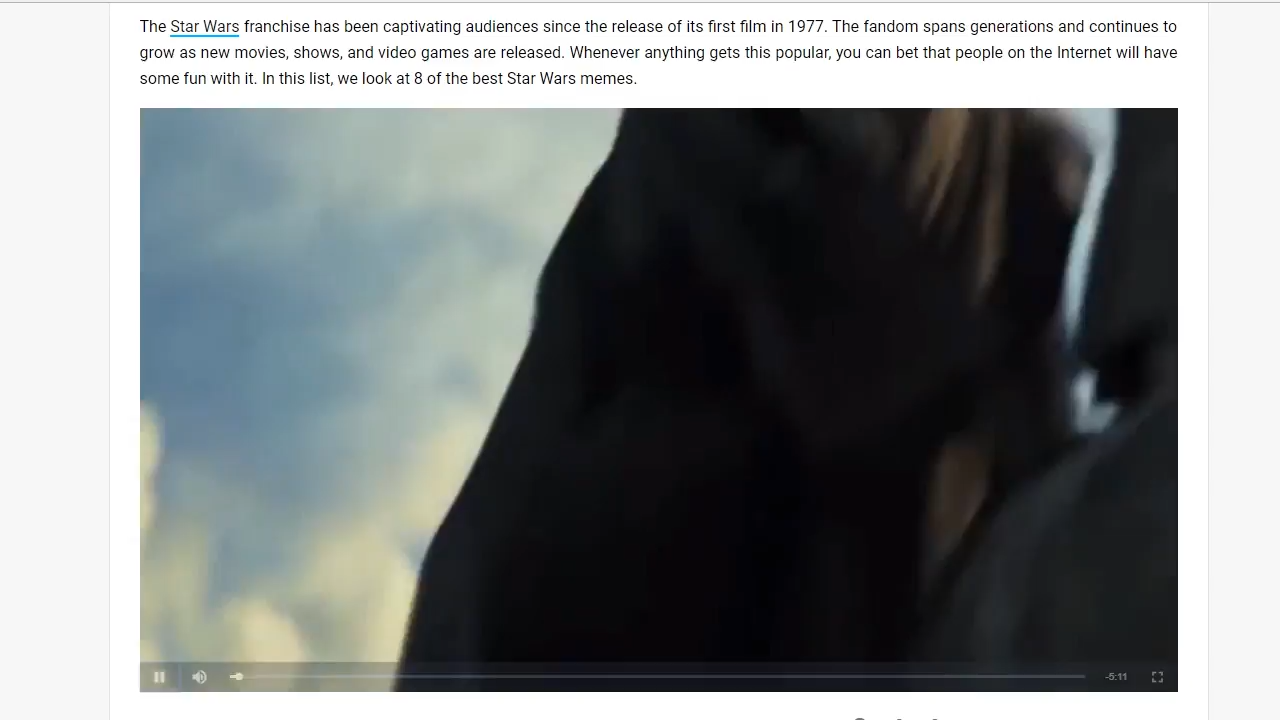 The Star Wars franchise has been captivating audiences since the release of its first film in 1977. The fandom spans generations and continues to
grow as new movies, shows, and video games are released. Whenever anything gets this popular, you can bet that people on the Internet will have
some fun with it. In this list, we look at 8 of the best Star Wars memes.
-5:11